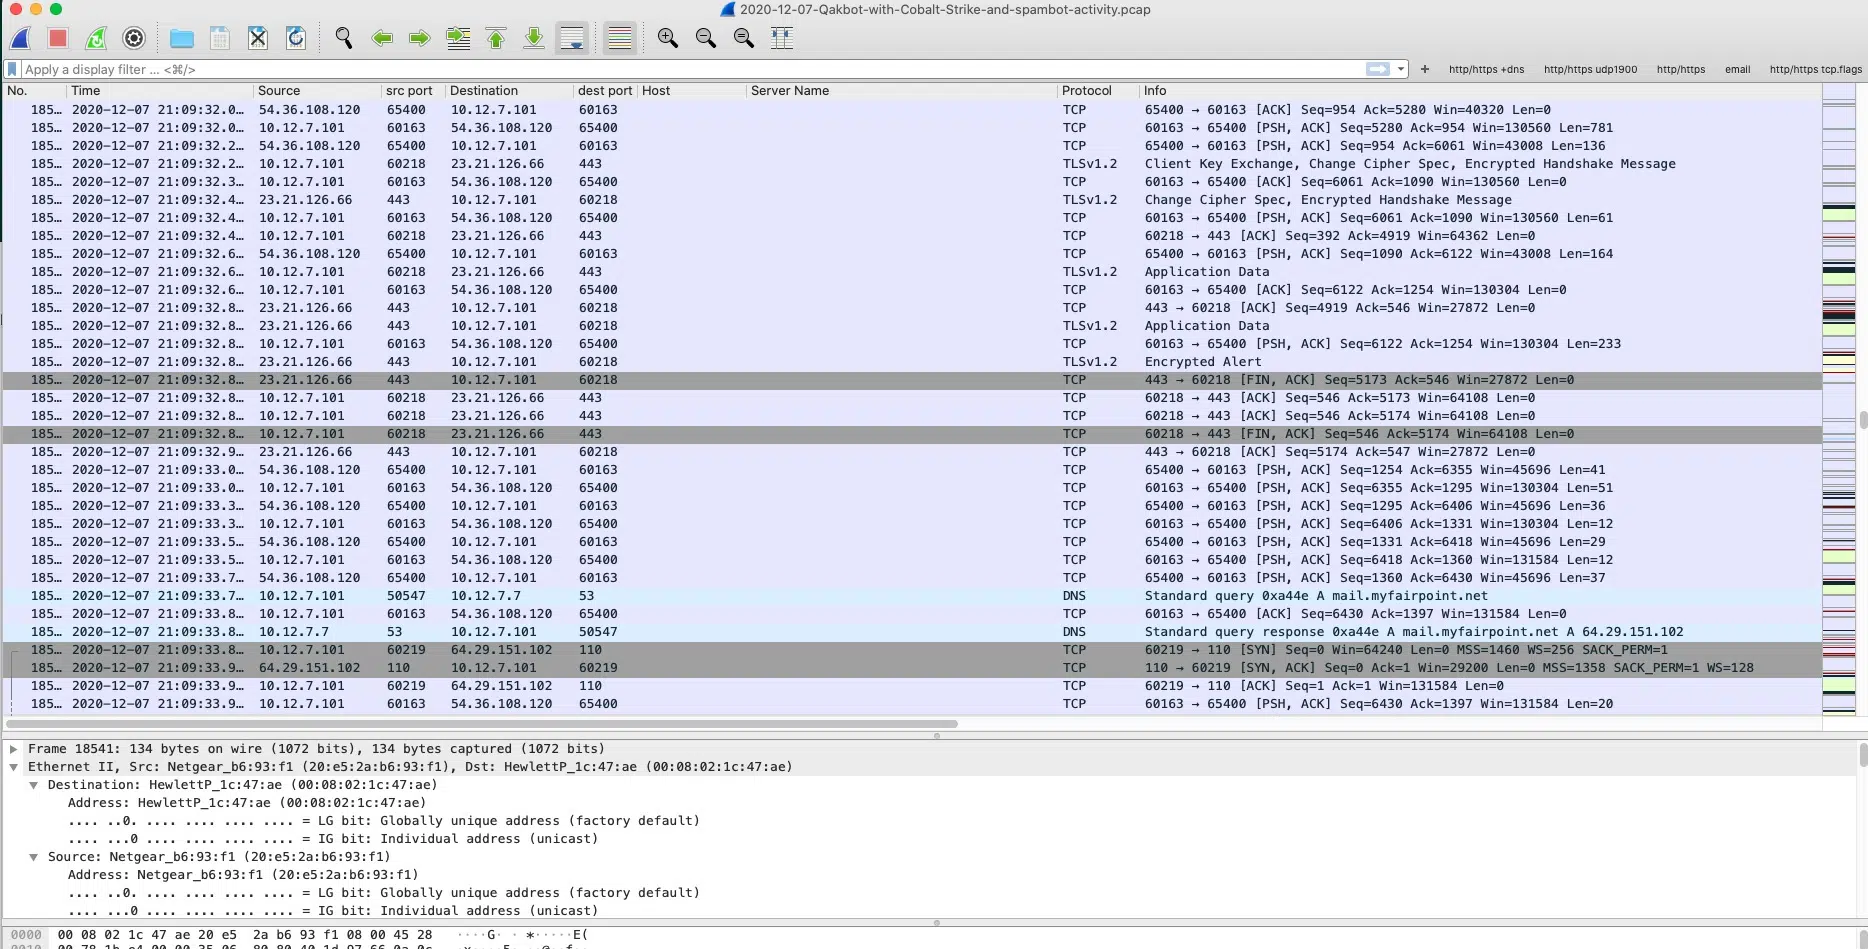 2020-12-07-Qakbot-with-Cobalt-Strike-and-spambot-activity.pcap
Apply a display filter … <⌘/>
+ http/https +dns http/https udp1900 http/https email http/https tcp.flags
No. Time Source src port Destination dest port Host Server Name Protocol Info
185… 2020-12-07 21:09:32.0… 54.36.108.120 65400 10.12.7.101 60163 TCP 65400 → 60163 [ACK] Seq=954 Ack=5280 Win=40320 Len=0
185… 2020-12-07 21:09:32.0… 10.12.7.101 60163 54.36.108.120 65400 TCP 60163 → 65400 [PSH, ACK] Seq=5280 Ack=954 Win=130560 Len=781
185… 2020-12-07 21:09:32.2… 54.36.108.120 65400 10.12.7.101 60163 TCP 65400 → 60163 [PSH, ACK] Seq=954 Ack=6061 Win=43008 Len=136
185… 2020-12-07 21:09:32.2… 10.12.7.101 60218 23.21.126.66 443 TLSv1.2 Client Key Exchange, Change Cipher Spec, Encrypted Handshake Message
185… 2020-12-07 21:09:32.3… 10.12.7.101 60163 54.36.108.120 65400 TCP 60163 → 65400 [ACK] Seq=6061 Ack=1090 Win=130560 Len=0
185… 2020-12-07 21:09:32.4… 23.21.126.66 443 10.12.7.101 60218 TLSv1.2 Change Cipher Spec, Encrypted Handshake Message
185… 2020-12-07 21:09:32.4… 10.12.7.101 60163 54.36.108.120 65400 TCP 60163 → 65400 [PSH, ACK] Seq=6061 Ack=1090 Win=130560 Len=61
185… 2020-12-07 21:09:32.4… 10.12.7.101 60218 23.21.126.66 443 TCP 60218 → 443 [ACK] Seq=392 Ack=4919 Win=64362 Len=0
185… 2020-12-07 21:09:32.6… 54.36.108.120 65400 10.12.7.101 60163 TCP 65400 → 60163 [PSH, ACK] Seq=1090 Ack=6122 Win=43008 Len=164
185… 2020-12-07 21:09:32.6… 10.12.7.101 60218 23.21.126.66 443 TLSv1.2 Application Data
185… 2020-12-07 21:09:32.6… 10.12.7.101 60163 54.36.108.120 65400 TCP 60163 → 65400 [ACK] Seq=6122 Ack=1254 Win=130304 Len=0
185… 2020-12-07 21:09:32.8… 23.21.126.66 443 10.12.7.101 60218 TCP 443 → 60218 [ACK] Seq=4919 Ack=546 Win=27872 Len=0
185… 2020-12-07 21:09:32.8… 23.21.126.66 443 10.12.7.101 60218 TLSv1.2 Application Data
185… 2020-12-07 21:09:32.8… 10.12.7.101 60163 54.36.108.120 65400 TCP 60163 → 65400 [PSH, ACK] Seq=6122 Ack=1254 Win=130304 Len=233
185… 2020-12-07 21:09:32.8… 23.21.126.66 443 10.12.7.101 60218 TLSv1.2 Encrypted Alert
185… 2020-12-07 21:09:32.8… 23.21.126.66 443 10.12.7.101 60218 TCP 443 → 60218 [FIN, ACK] Seq=5173 Ack=546 Win=27872 Len=0
185… 2020-12-07 21:09:32.8… 10.12.7.101 60218 23.21.126.66 443 TCP 60218 → 443 [ACK] Seq=546 Ack=5173 Win=64108 Len=0
185… 2020-12-07 21:09:32.8… 10.12.7.101 60218 23.21.126.66 443 TCP 60218 → 443 [ACK] Seq=546 Ack=5174 Win=64108 Len=0
185… 2020-12-07 21:09:32.8… 10.12.7.101 60218 23.21.126.66 443 TCP 60218 → 443 [FIN, ACK] Seq=546 Ack=5174 Win=64108 Len=0
185… 2020-12-07 21:09:32.9… 23.21.126.66 443 10.12.7.101 60218 TCP 443 → 60218 [ACK] Seq=5174 Ack=547 Win=27872 Len=0
185… 2020-12-07 21:09:33.0… 54.36.108.120 65400 10.12.7.101 60163 TCP 65400 → 60163 [PSH, ACK] Seq=1254 Ack=6355 Win=45696 Len=41
185… 2020-12-07 21:09:33.0… 10.12.7.101 60163 54.36.108.120 65400 TCP 60163 → 65400 [PSH, ACK] Seq=6355 Ack=1295 Win=130304 Len=51
185… 2020-12-07 21:09:33.3… 54.36.108.120 65400 10.12.7.101 60163 TCP 65400 → 60163 [PSH, ACK] Seq=1295 Ack=6406 Win=45696 Len=36
185… 2020-12-07 21:09:33.3… 10.12.7.101 60163 54.36.108.120 65400 TCP 60163 → 65400 [PSH, ACK] Seq=6406 Ack=1331 Win=130304 Len=12
185… 2020-12-07 21:09:33.5… 54.36.108.120 65400 10.12.7.101 60163 TCP 65400 → 60163 [PSH, ACK] Seq=1331 Ack=6418 Win=45696 Len=29
185… 2020-12-07 21:09:33.5… 10.12.7.101 60163 54.36.108.120 65400 TCP 60163 → 65400 [PSH, ACK] Seq=6418 Ack=1360 Win=131584 Len=12
185… 2020-12-07 21:09:33.7… 54.36.108.120 65400 10.12.7.101 60163 TCP 65400 → 60163 [PSH, ACK] Seq=1360 Ack=6430 Win=45696 Len=37
185… 2020-12-07 21:09:33.7… 10.12.7.101 50547 10.12.7.7 53 DNS Standard query 0xa44e A mail.myfairpoint.net
185… 2020-12-07 21:09:33.8… 10.12.7.101 60163 54.36.108.120 65400 TCP 60163 → 65400 [ACK] Seq=6430 Ack=1397 Win=131584 Len=0
185… 2020-12-07 21:09:33.8… 10.12.7.7 53 10.12.7.101 50547 DNS Standard query response 0xa44e A mail.myfairpoint.net A 64.29.151.102
185… 2020-12-07 21:09:33.8… 10.12.7.101 60219 64.29.151.102 110 TCP 60219 → 110 [SYN] Seq=0 Win=64240 Len=0 MSS=1460 WS=256 SACK_PERM=1
185… 2020-12-07 21:09:33.9… 64.29.151.102 110 10.12.7.101 60219 TCP 110 → 60219 [SYN, ACK] Seq=0 Ack=1 Win=29200 Len=0 MSS=1358 SACK_PERM=1 WS=128
185… 2020-12-07 21:09:33.9… 10.12.7.101 60219 64.29.151.102 110 TCP 60219 → 110 [ACK] Seq=1 Ack=1 Win=131584 Len=0
185… 2020-12-07 21:09:33.9… 10.12.7.101 60163 54.36.108.120 65400 TCP 60163 → 65400 [PSH, ACK] Seq=6430 Ack=1397 Win=131584 Len=20
Frame 18541: 134 bytes on wire (1072 bits), 134 bytes captured (1072 bits)
Ethernet II, Src: Netgear_b6:93:f1 (20:e5:2a:b6:93:f1), Dst: HewlettP_1c:47:ae (00:08:02:1c:47:ae)
Destination: HewlettP_1c:47:ae (00:08:02:1c:47:ae)
Address: HewlettP_1c:47:ae (00:08:02:1c:47:ae)
.... ..0. .... .... .... .... = LG bit: Globally unique address (factory default)
.... ...0 .... .... .... .... = IG bit: Individual address (unicast)
Source: Netgear_b6:93:f1 (20:e5:2a:b6:93:f1)
Address: Netgear_b6:93:f1 (20:e5:2a:b6:93:f1)
.... ..0. .... .... .... .... = LG bit: Globally unique address (factory default)
.... ...0 .... .... .... .... = IG bit: Individual address (unicast)
0000 00 08 02 1c 47 ae 20 e5 2a b6 93 f1 08 00 45 28 ····G· · *·····E(